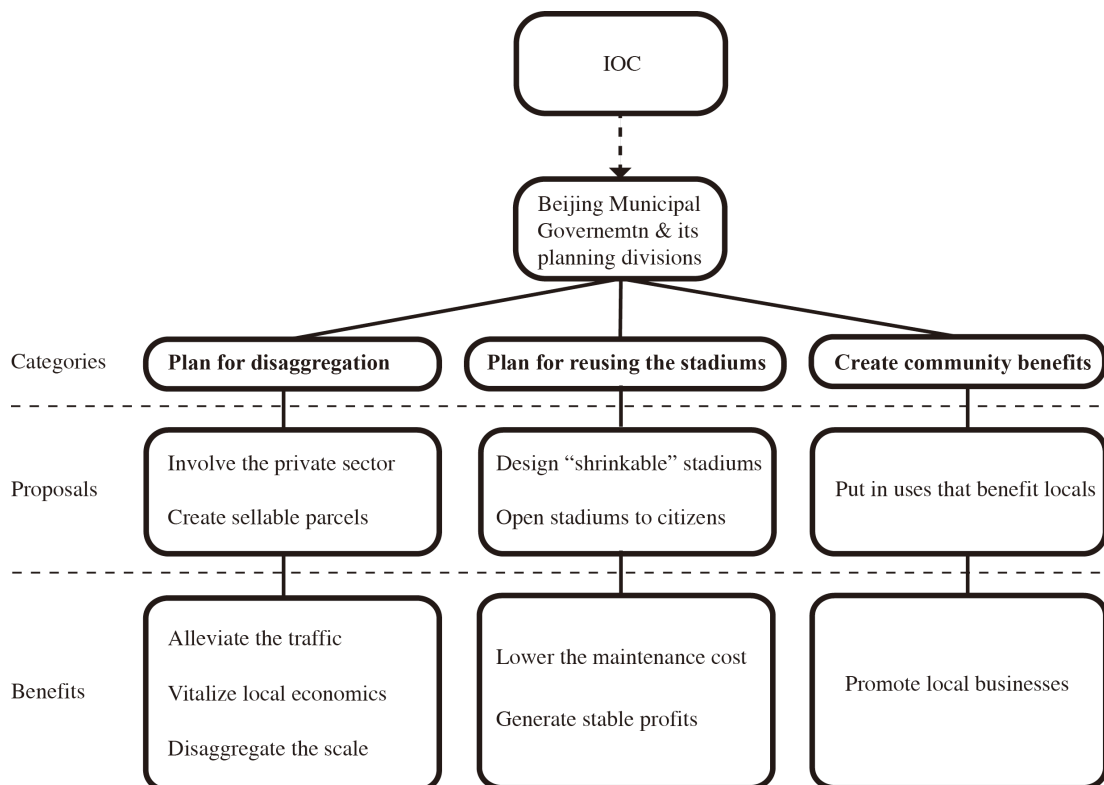 IOC
Beijing Municipal
Governemtn & its
planning divisions
Categories
Plan for disaggregation
Plan for reusing the stadiums
Create community benefits
Proposals
Involve the private sector
Create sellable parcels
Design “shrinkable” stadiums
Open stadiums to citizens
Put in uses that benefit locals
Benefits
Alleviate the traffic
Vitalize local economics
Disaggregate the scale
Lower the maintenance cost
Generate stable profits
Promote local businesses